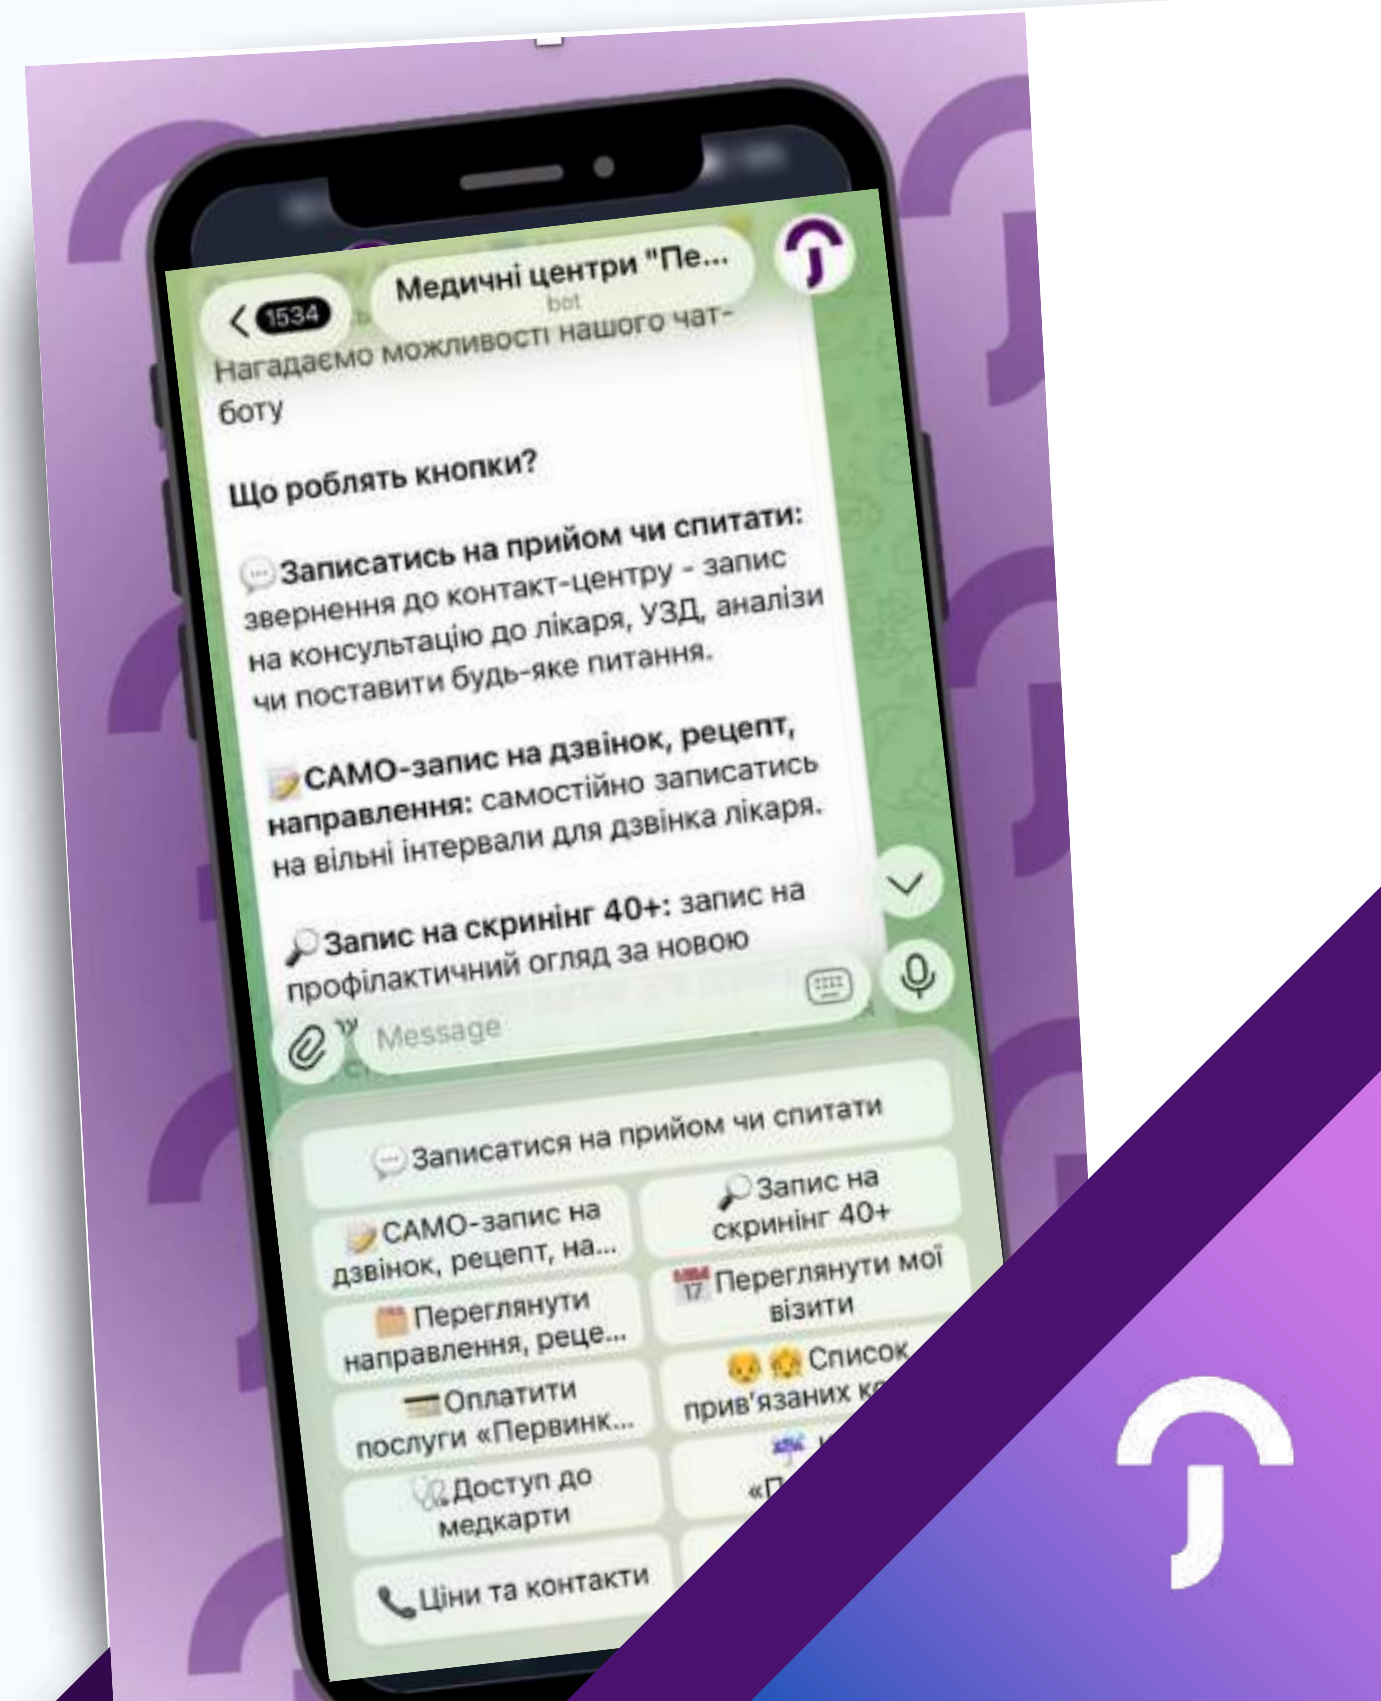 1534
Медичні центри "Пе...
bot
Нагадаємо можливості нашого чат-
боту
Що роблять кнопки?
💬Записатись на прийом чи спитати:
звернення до контакт-центру - запис
на консультацію до лікаря, УЗД, аналізи
чи поставити будь-яке питання.
📝САМО-запис на дзвінок, рецепт,
направлення: самостійно записатись
на вільні інтервали для дзвінка лікаря.
🔎Запис на скринінг 40+: запис на
профілактичний огляд за новою
Message
💬Записатися на прийом чи спитати
📝САМО-запис на
дзвінок, рецепт, на...
🔎Запис на
скринінг 40+
Переглянути
направлення, реце...
📅Переглянути мої
візити
💳Оплатити
послуги «Первинк...
👴👵Список
прив'язаних
🩺Доступ до
медкарти
📞Ціни та контакти